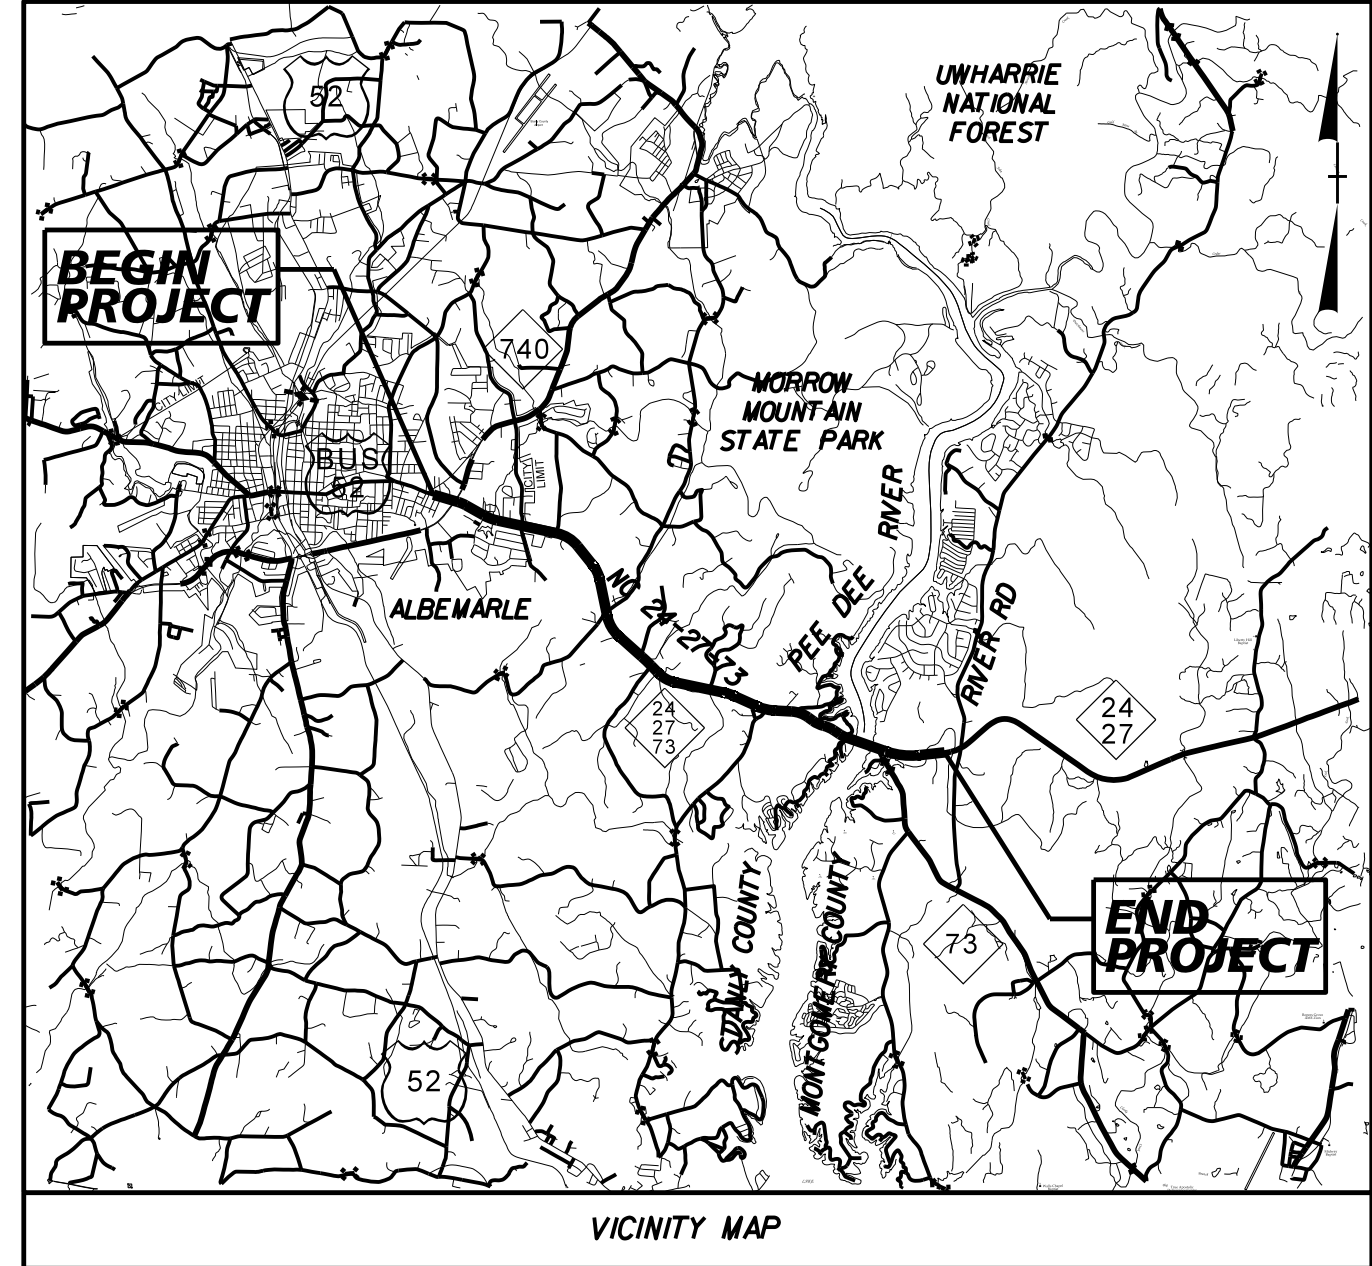 UWHARRIE
NATIONAL
FOREST
52
BEGIN
PROJECT
740
MORROW
MOUNTAIN
STATE PARK
CITY LIMIT
BUS
52
CITY
LIMIT
RIVER
PEE DEE
ALBEMARLE
NC 24-27-73
RIVER RD
24
27
73
24
27
STANLY COUNTY
MONTGOMERY COUNTY
73
END
PROJECT
52
VICINITY MAP